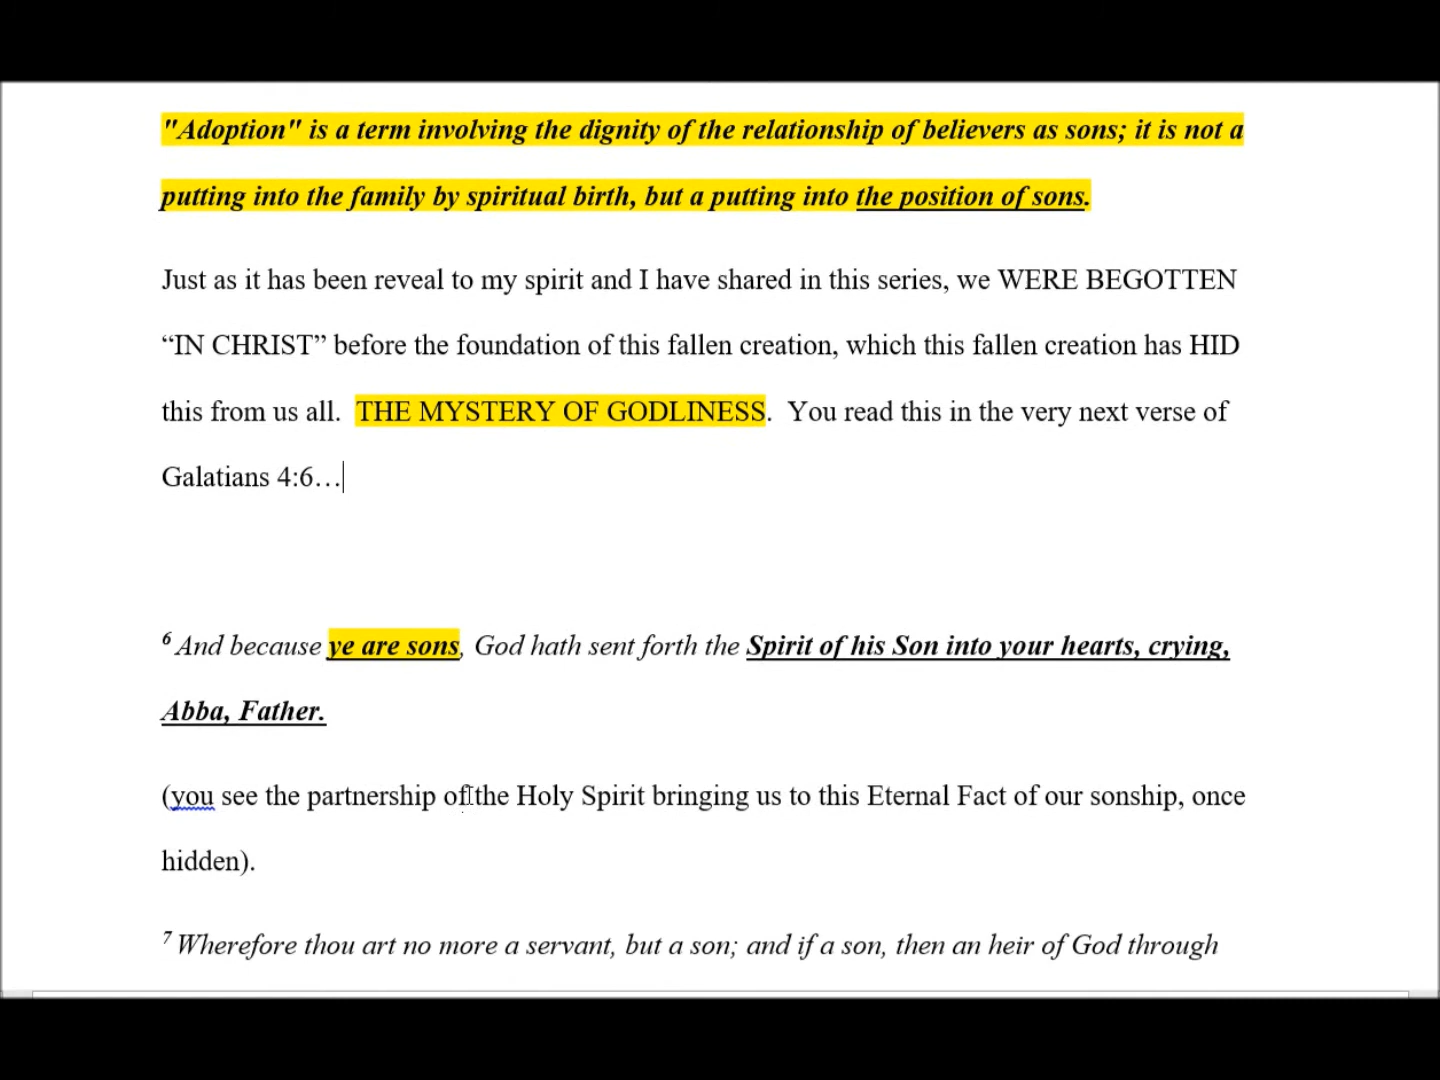 "Adoption" is a term involving the dignity of the relationship of believers as sons; it is not a
putting into the family by spiritual birth, but a putting into the position of sons.
Just as it has been reveal to my spirit and I have shared in this series, we WERE BEGOTTEN
“IN CHRIST” before the foundation of this fallen creation, which this fallen creation has HID
this from us all.  THE MYSTERY OF GODLINESS.  You read this in the very next verse of
Galatians 4:6…
6 And because ye are sons, God hath sent forth the Spirit of his Son into your hearts, crying,
Abba, Father.
(you see the partnership of the Holy Spirit bringing us to this Eternal Fact of our sonship, once
hidden).
7 Wherefore thou art no more a servant, but a son; and if a son, then an heir of God through